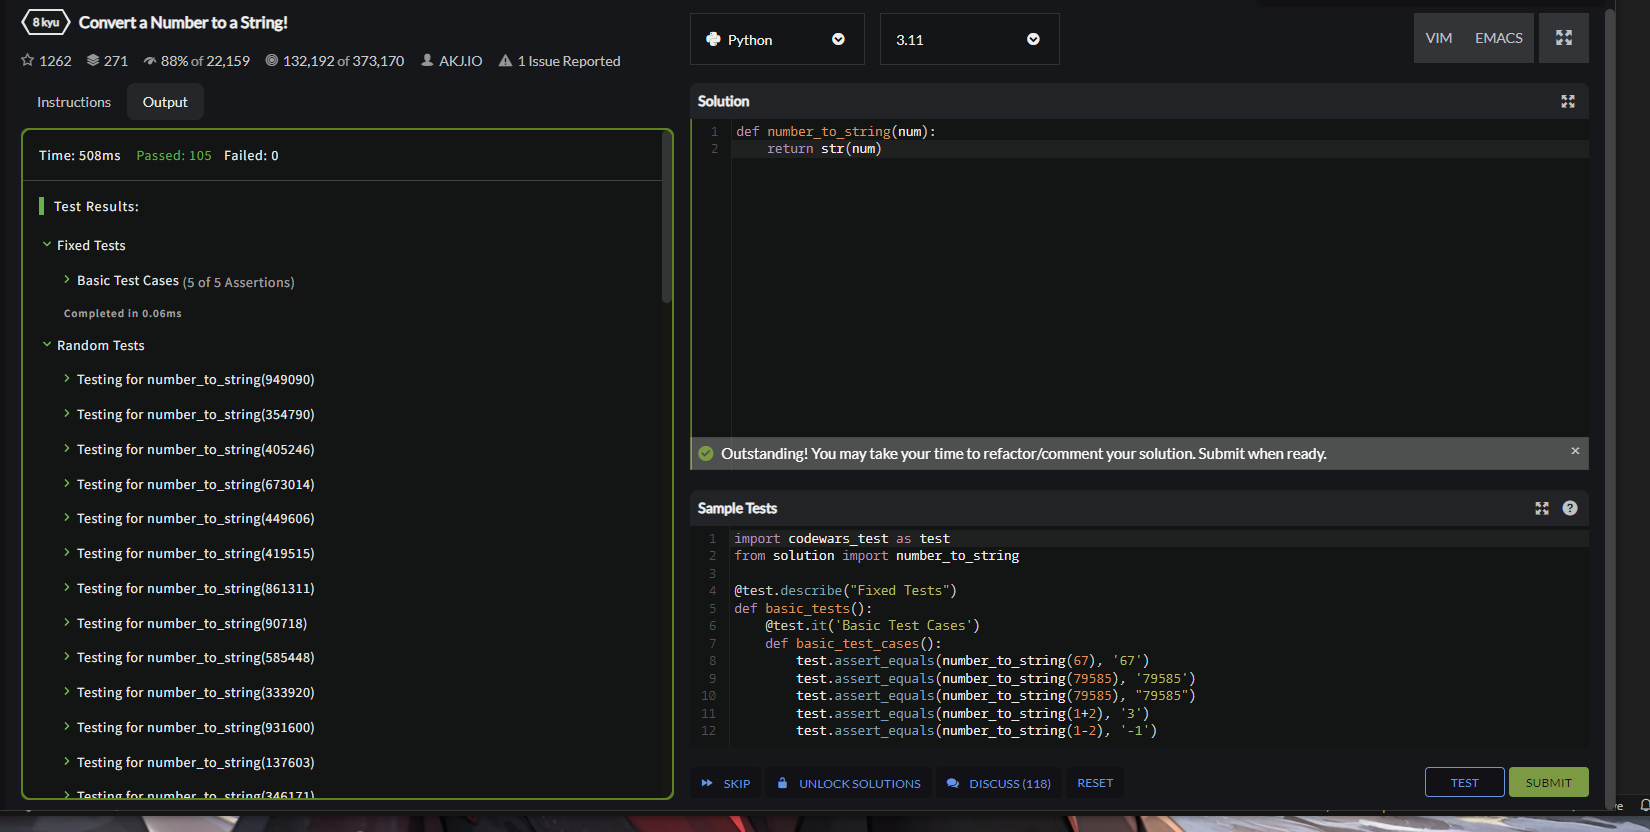 8 kyu Convert a Number to a String!
1262 271 88% of 22,159 132,192 of 373,170 AKJ.IO 1 Issue Reported
Instructions Output
Time: 508ms Passed: 105 Failed: 0
Test Results:
Fixed Tests
Basic Test Cases (5 of 5 Assertions)
Completed in 0.06ms
Random Tests
Testing for number_to_string(949090)
Testing for number_to_string(354790)
Testing for number_to_string(405246)
Testing for number_to_string(673014)
Testing for number_to_string(449606)
Testing for number_to_string(419515)
Testing for number_to_string(861311)
Testing for number_to_string(90718)
Testing for number_to_string(585448)
Testing for number_to_string(333920)
Testing for number_to_string(931600)
Testing for number_to_string(137603)
Testing for number_to_string(346171)
Python 3.11 VIM EMACS
Solution
1 def number_to_string(num):
2     return str(num)
Outstanding! You may take your time to refactor/comment your solution. Submit when ready. ×
Sample Tests ?
1 import codewars_test as test
2 from solution import number_to_string
3
4 @test.describe("Fixed Tests")
5 def basic_tests():
6     @test.it('Basic Test Cases')
7     def basic_test_cases():
8         test.assert_equals(number_to_string(67), '67')
9         test.assert_equals(number_to_string(79585), '79585')
10         test.assert_equals(number_to_string(79585), "79585")
11         test.assert_equals(number_to_string(1+2), '3')
12         test.assert_equals(number_to_string(1-2), '-1')
SKIP UNLOCK SOLUTIONS DISCUSS (118) RESET TEST SUBMIT